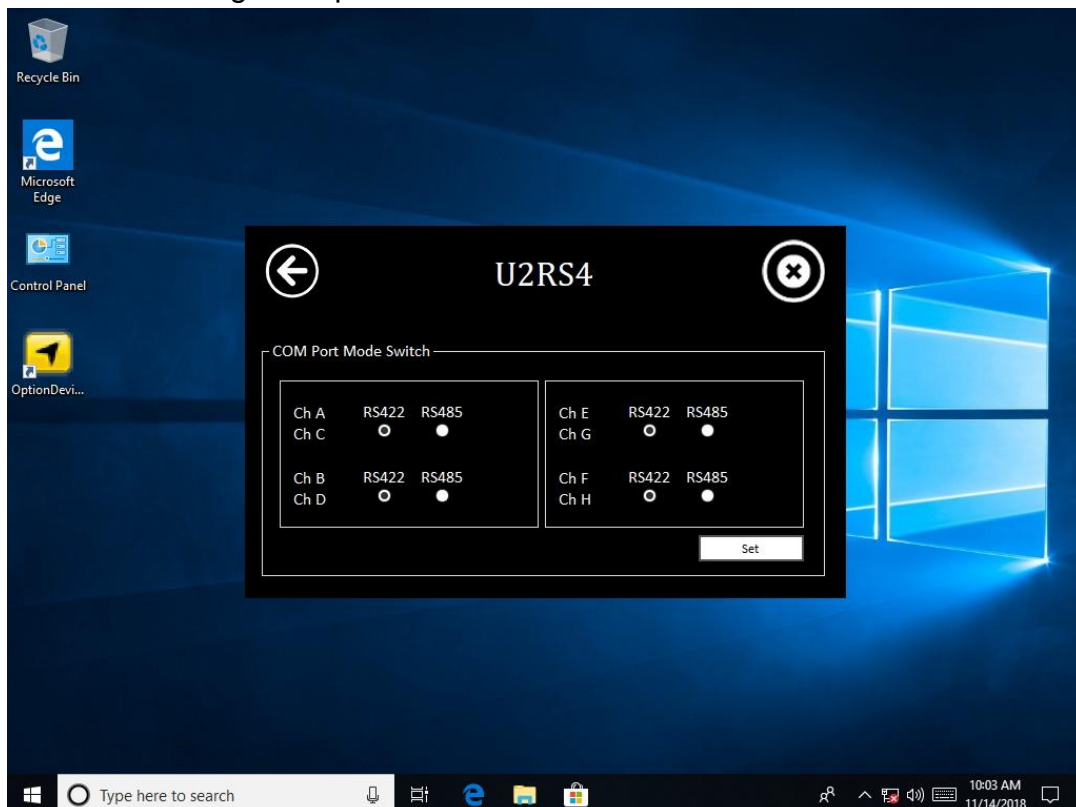 Recycle Bin
Microsoft
Edge
Control Panel
OptionDevi...
U2RS4
COM Port Mode Switch
Ch A RS422 RS485
Ch C
Ch B RS422 RS485
Ch D
Ch E RS422 RS485
Ch G
Ch F RS422 RS485
Ch H
Set
Type here to search
10:03 AM
11/14/2018